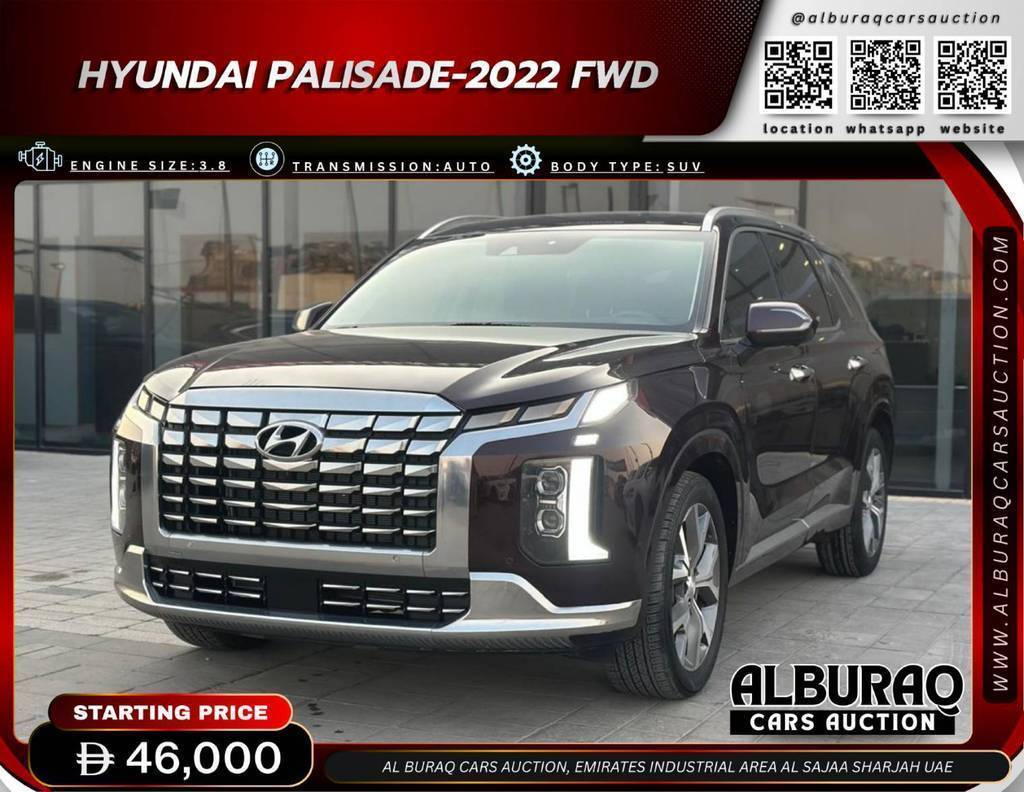 @alburaqcarsauction
HYUNDAI PALISADE-2022 FWD
location whatsapp website
ENGINE SIZE:3.8 TRANSMISSION:AUTO BODY TYPE: SUV
WWW.ALBURAQCARSAUCTION.COM
ALBURAQ
CARS AUCTION
STARTING PRICE
46,000
AL BURAQ CARS AUCTION, EMIRATES INDUSTRIAL AREA AL SAJAA SHARJAH UAE